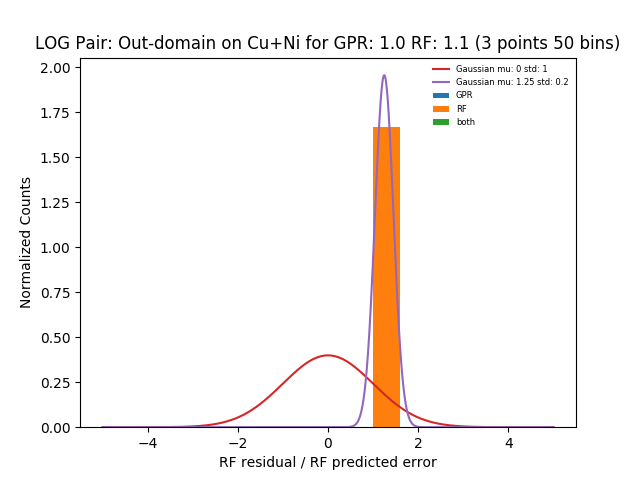 LOG Pair: Out-domain on Cu+Ni for GPR: 1.0 RF: 1.1 (3 points 50 bins)
Gaussian mu: 0 std: 1
Gaussian mu: 1.25 std: 0.2
GPR
RF
both
2.00
1.75
1.50
1.25
1.00
0.75
0.50
0.25
0.00
Normalized Counts
−4
−2
0
2
4
RF residual / RF predicted error